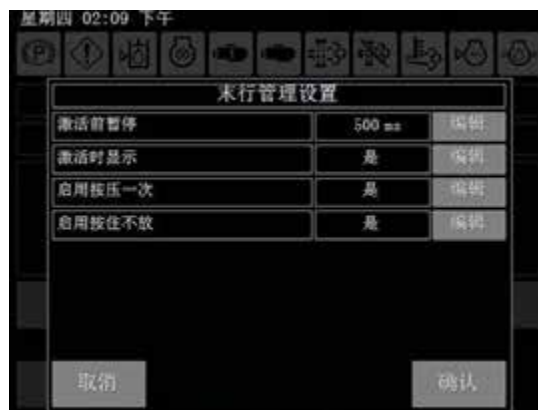 星期四 02:09 下午
末行管理设置
激活前暂停 500 ms 编辑
激活时显示 是 编辑
启用按压一次 是 编辑
启用按住不放 是 编辑
取消 确认